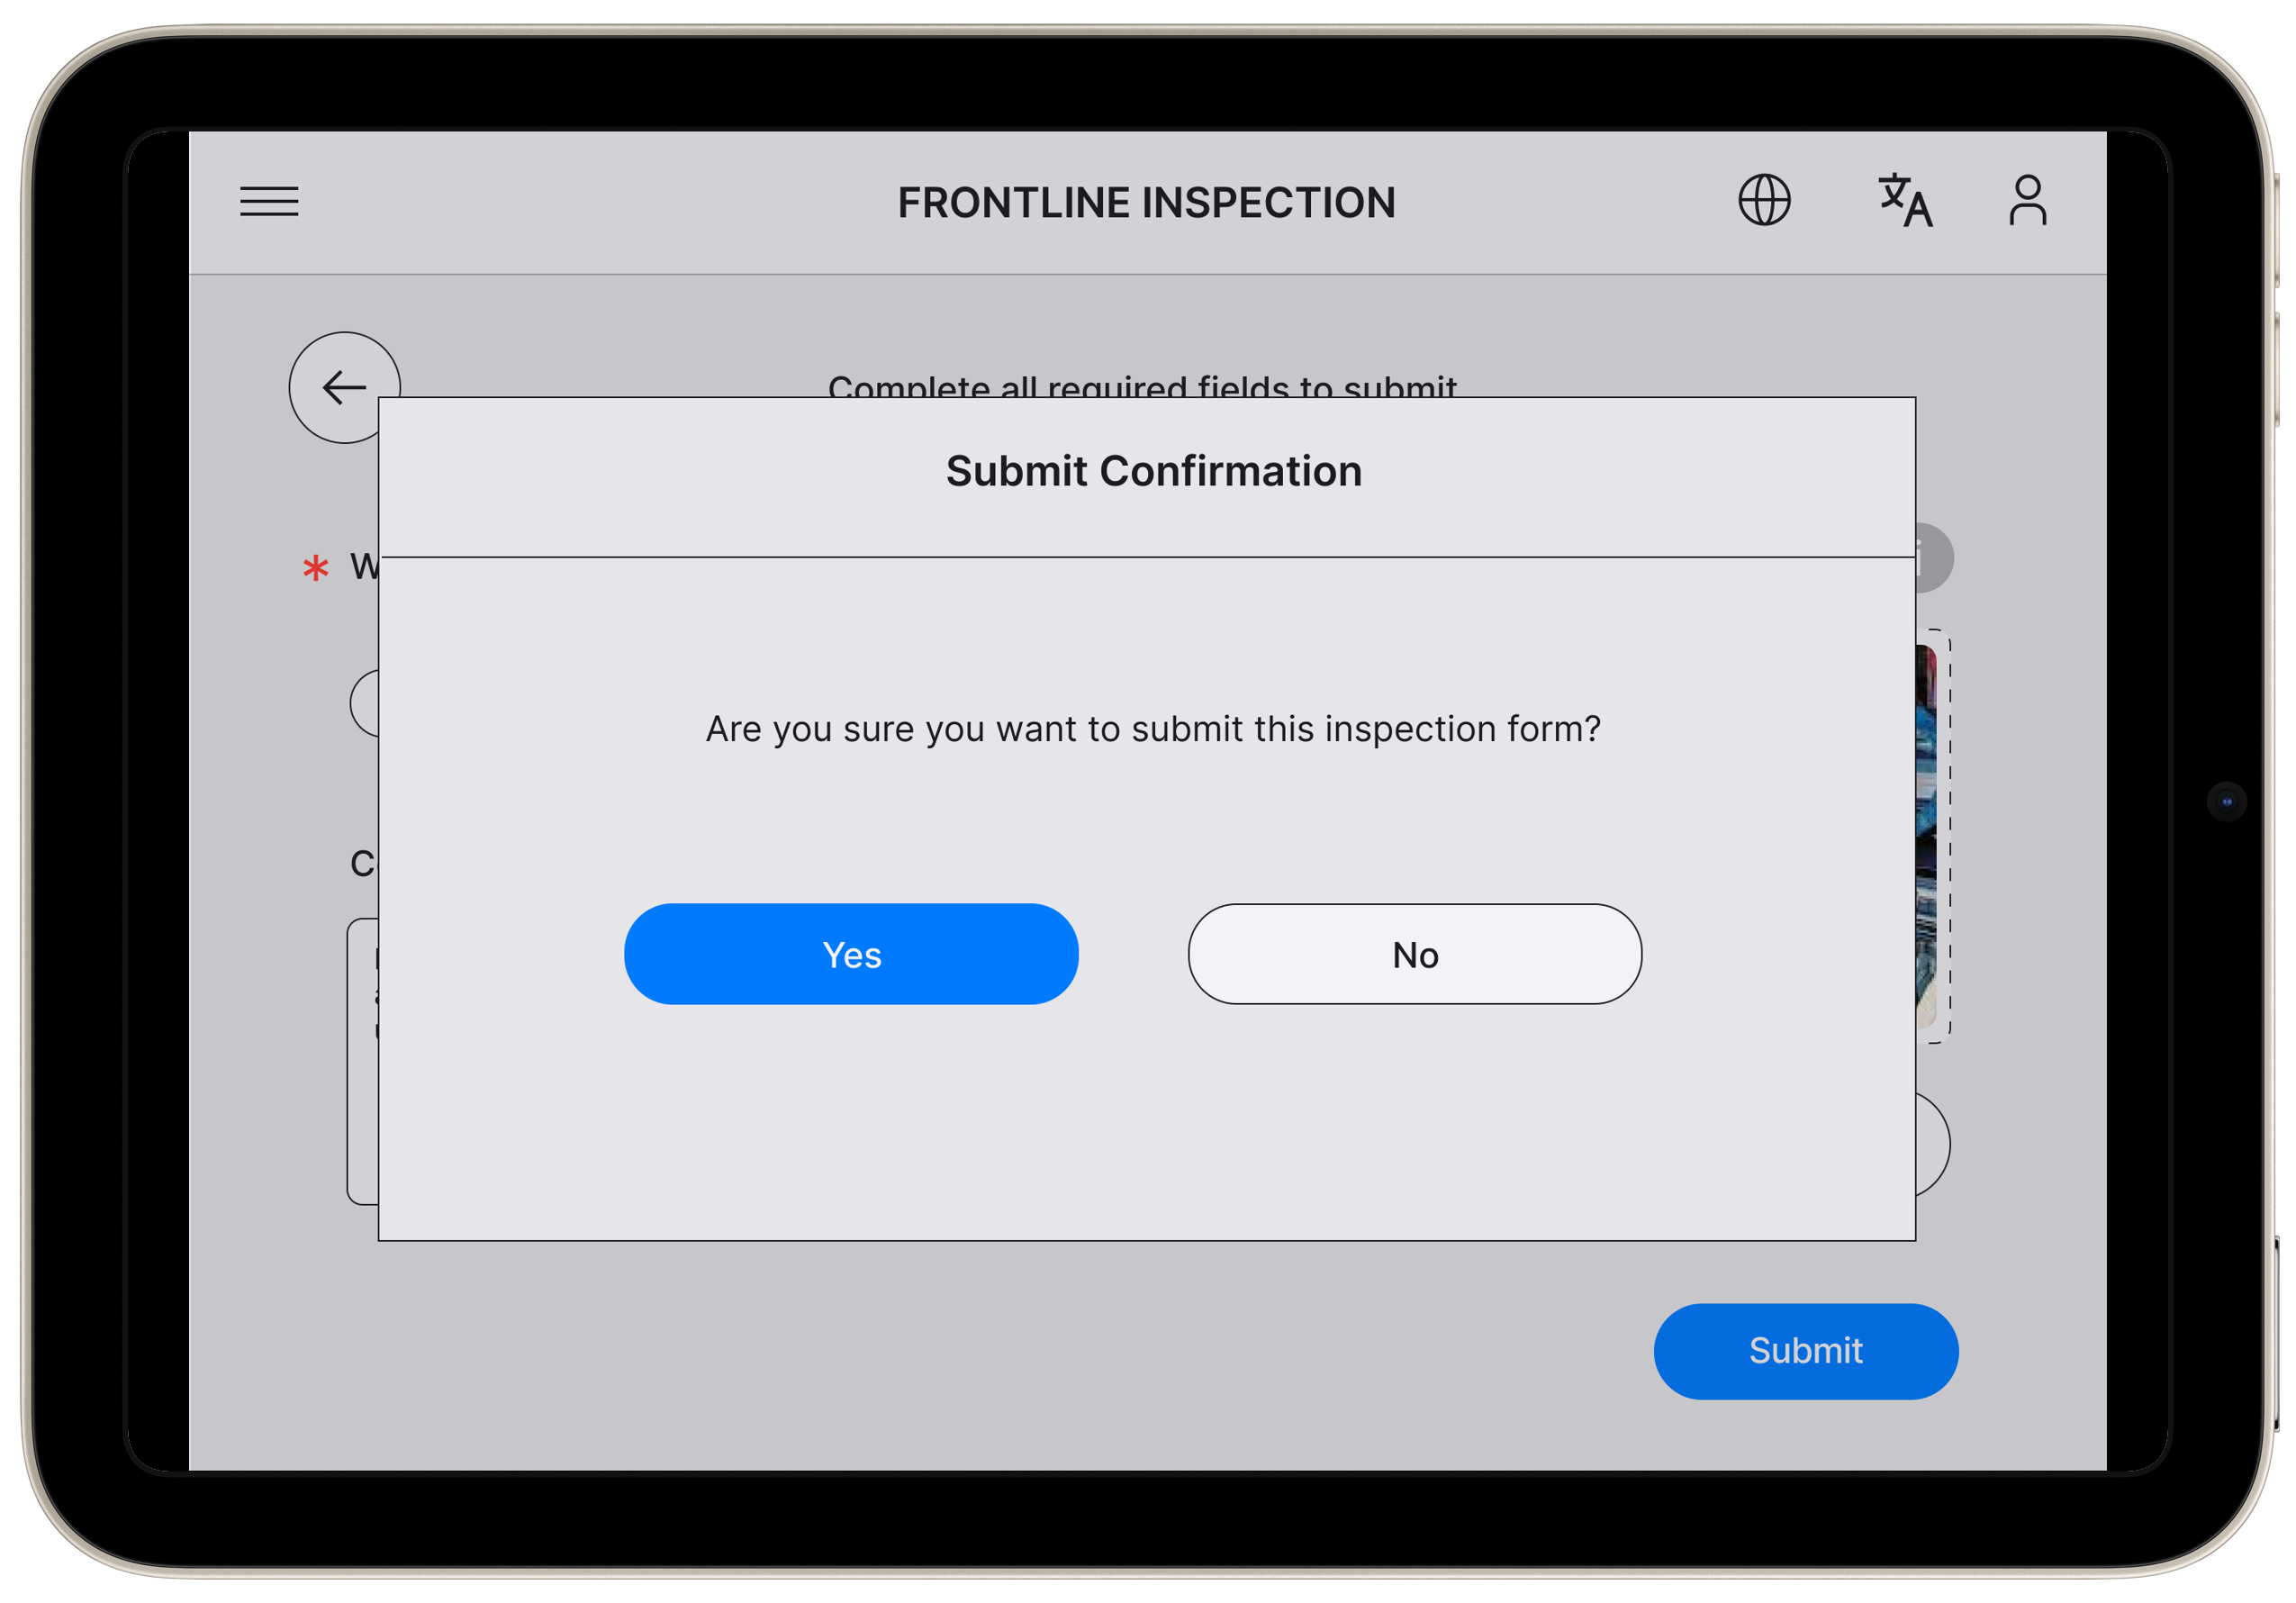 FRONTLINE INSPECTION
Complete all required fields to submit
Submit Confirmation
Are you sure you want to submit this inspection form?
Yes
No
Submit